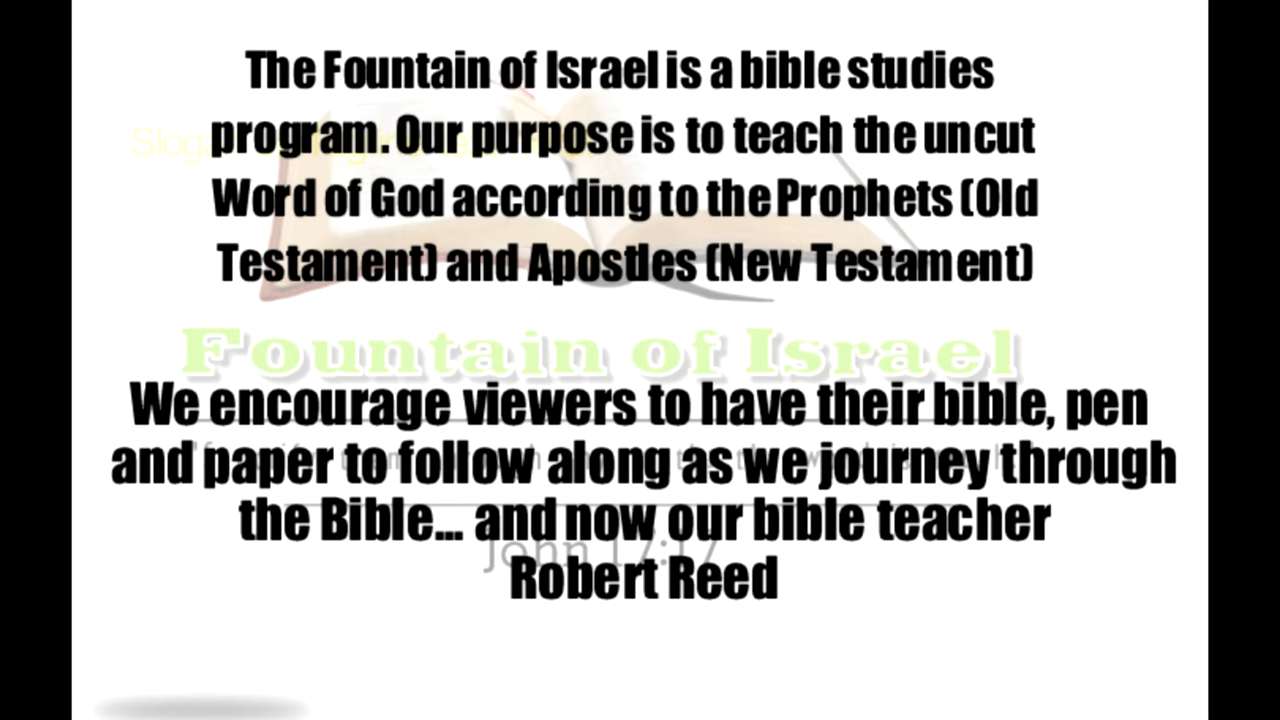 The Fountain of Israel is a bible studies
program. Our purpose is to teach the uncut
Word of God according to the Prophets (Old
Testament) and Apostles (New Testament)
Fountain of Israel
We encourage viewers to have their bible, pen
and paper to follow along as we journey through
the Bible... and now our bible teacher
John 17:17
Robert Reed